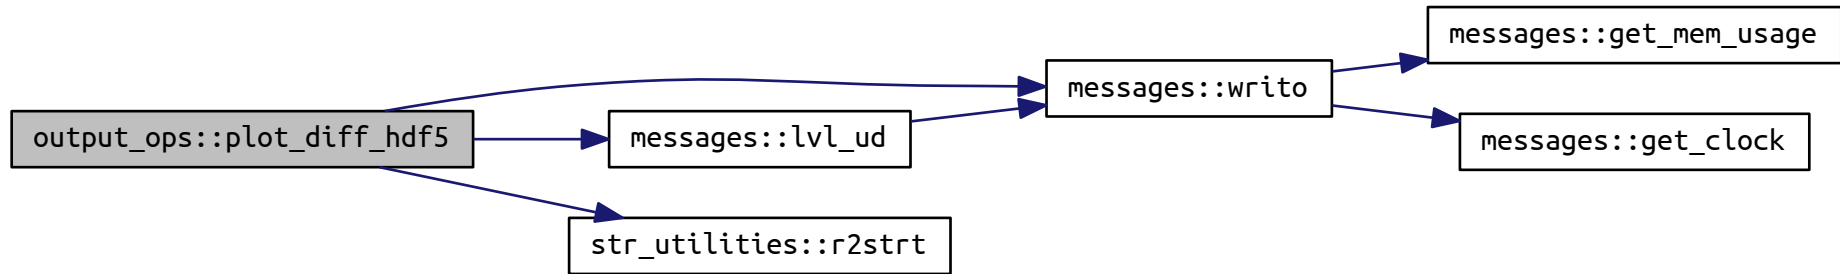 output_ops::plot_diff_hdf5
messages::lvl_ud
str_utilities::r2strt
messages::writo
messages::get_mem_usage
messages::get_clock